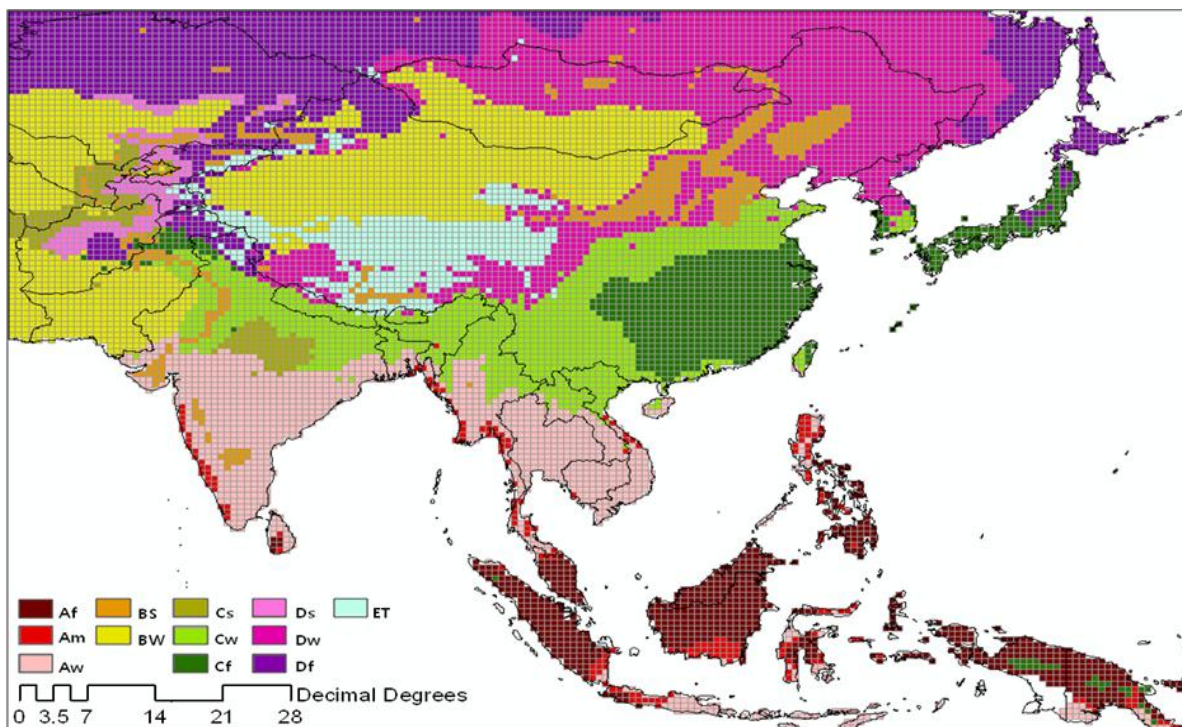 Af BS Cs Ds ET
Am BW Cw Dw
Aw Cf Df
Decimal Degrees
0 3.5 7 14 21 28